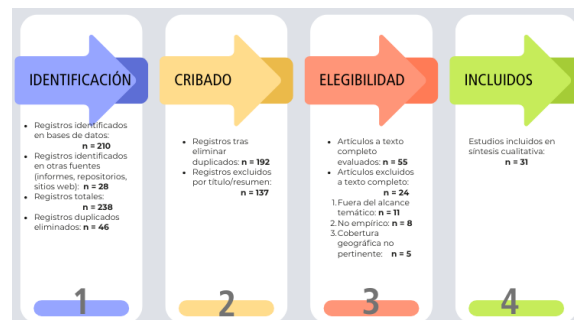 IDENTIFICACIÓN
• Registros identificados
en bases de datos:
n = 210
• Registros identificados
en otras fuentes
(informes, repositorios,
sitios web): n = 28
• Registros totales:
n = 238
• Registros duplicados
eliminados: n = 46
1
CRIBADO
• Registros tras
eliminar
duplicados: n = 192
• Registros excluidos
por título/resumen:
n = 137
2
ELEGIBILIDAD
• Artículos a texto
completo
evaluados: n = 55
• Artículos excluidos
a texto completo:
n = 24
1. Fuera del alcance
temático: n = 11
2. No empírico: n = 8
3. Cobertura
geográfica no
pertinente: n = 5
3
INCLUIDOS
Estudios incluidos en
síntesis cualitativa:
n = 31
4